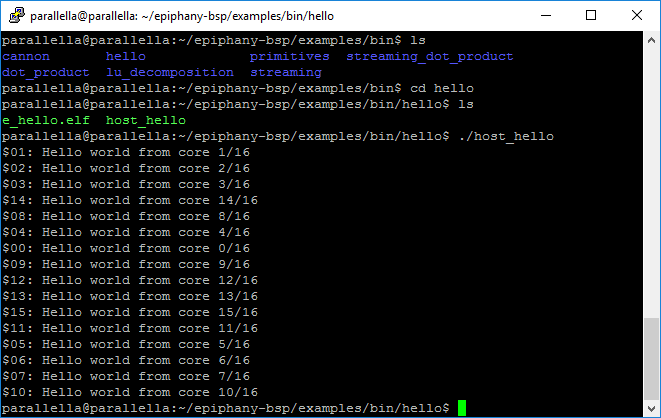 parallella@parallella: ~/epiphany-bsp/examples/bin/hello
parallella@parallella:~/epiphany-bsp/examples/bin$ ls
cannon       hello             primitives  streaming_dot_product
dot_product  lu_decomposition  streaming
parallella@parallella:~/epiphany-bsp/examples/bin$ cd hello
parallella@parallella:~/epiphany-bsp/examples/bin/hello$ ls
e_hello.elf  host_hello
parallella@parallella:~/epiphany-bsp/examples/bin/hello$ ./host_hello
$01: Hello world from core 1/16
$02: Hello world from core 2/16
$03: Hello world from core 3/16
$14: Hello world from core 14/16
$08: Hello world from core 8/16
$04: Hello world from core 4/16
$00: Hello world from core 0/16
$09: Hello world from core 9/16
$12: Hello world from core 12/16
$13: Hello world from core 13/16
$15: Hello world from core 15/16
$11: Hello world from core 11/16
$05: Hello world from core 5/16
$06: Hello world from core 6/16
$07: Hello world from core 7/16
$10: Hello world from core 10/16
parallella@parallella:~/epiphany-bsp/examples/bin/hello$